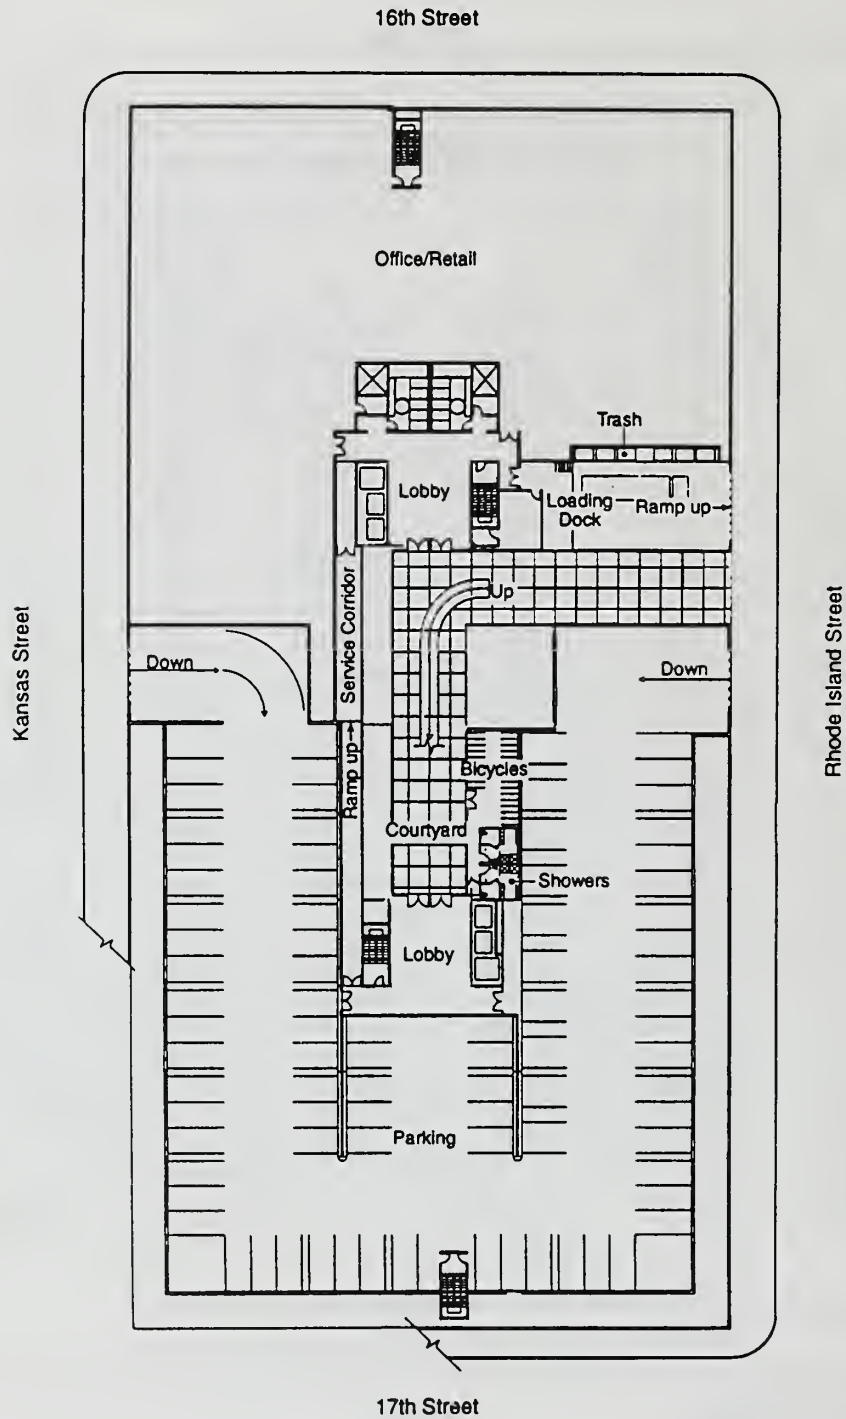 16th Street
Office/Retail
Trash
Lobby
Loading
Dock
Ramp up
Up
Service Corridor
Kansas Street
Rhode Island Street
Down
Down
Ramp up
Bicycles
Courtyard
Showers
Lobby
Parking
17th Street